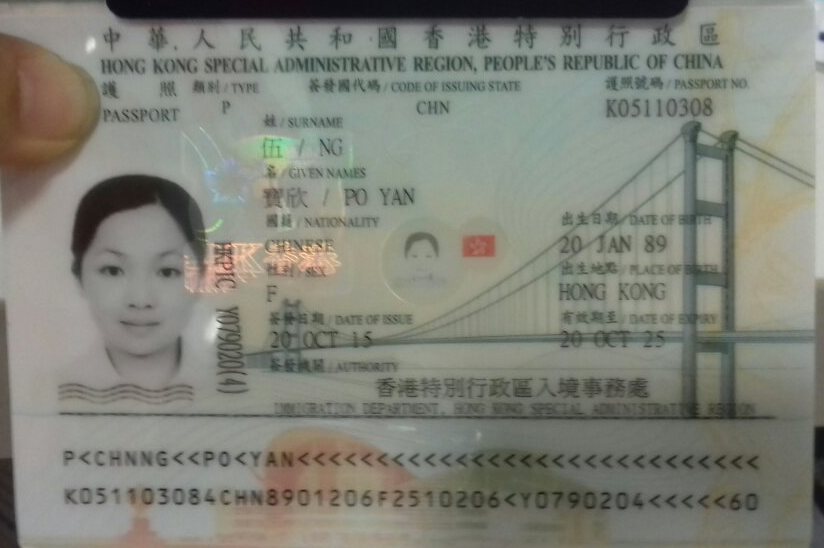 中華人民共和國香港特別行政區
HONG KONG SPECIAL ADMINISTRATIVE REGION, PEOPLE'S REPUBLIC OF CHINA
護照 類別 / TYPE 簽發國代碼 / CODE OF ISSUING STATE 護照號碼 / PASSPORT NO.
PASSPORT P CHN K05110308
姓 / SURNAME
伍 / NG
名 / GIVEN NAMES
寶欣 / PO YAN
國籍 / NATIONALITY 出生日期 / DATE OF BIRTH
CHINESE 20 JAN 89
性別 / SEX 出生地點 / PLACE OF BIRTH
F HONG KONG
簽發日期 / DATE OF ISSUE 有效期至 / DATE OF EXPIRY
20 OCT 15 20 OCT 25
簽發機關 / AUTHORITY
香港特別行政區入境事務處
IMMIGRATION DEPARTMENT, HONG KONG SPECIAL ADMINISTRATIVE REGION
HKPIC Y079020(4)
P<CHNNG<<PO<YAN<<<<<<<<<<<<<<<<<<<<<<<<<<<<<
K051103084CHN8901206F2510206<Y0790204<<<<<60